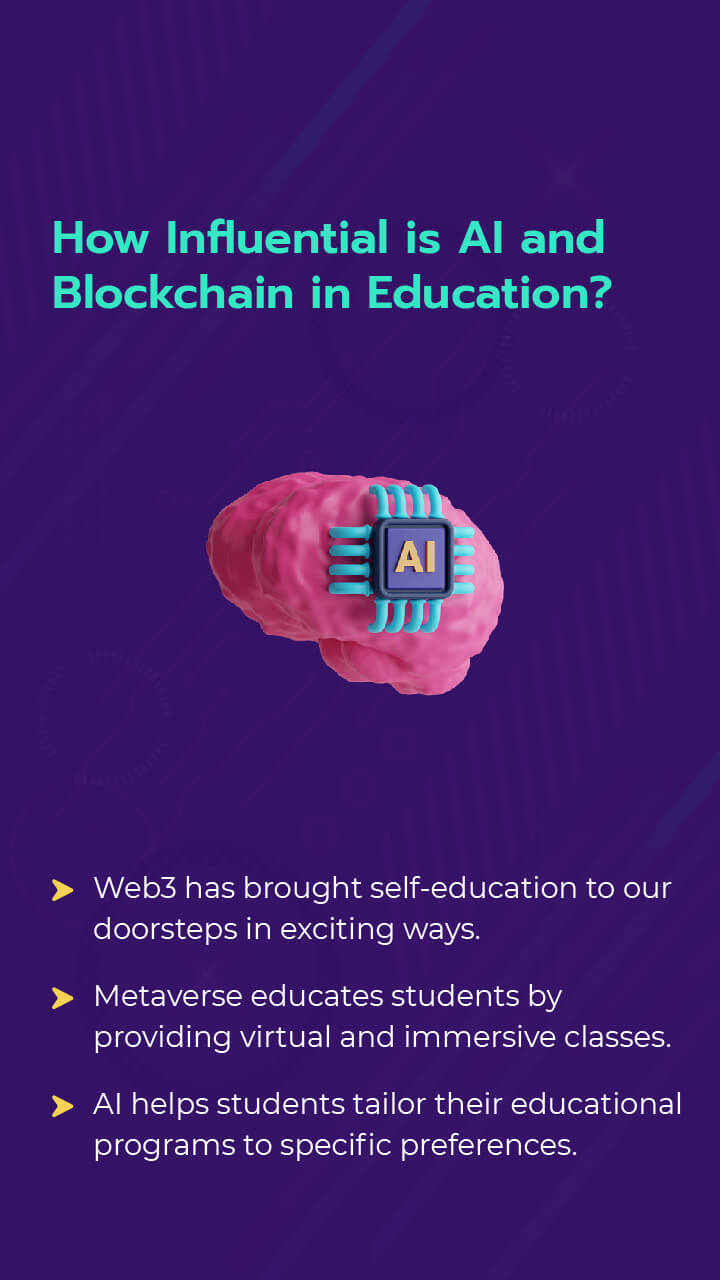 How Influential is AI and
Blockchain in Education?
AI
Web3 has brought self-education to our
doorsteps in exciting ways.
Metaverse educates students by
providing virtual and immersive classes.
AI helps students tailor their educational
programs to specific preferences.